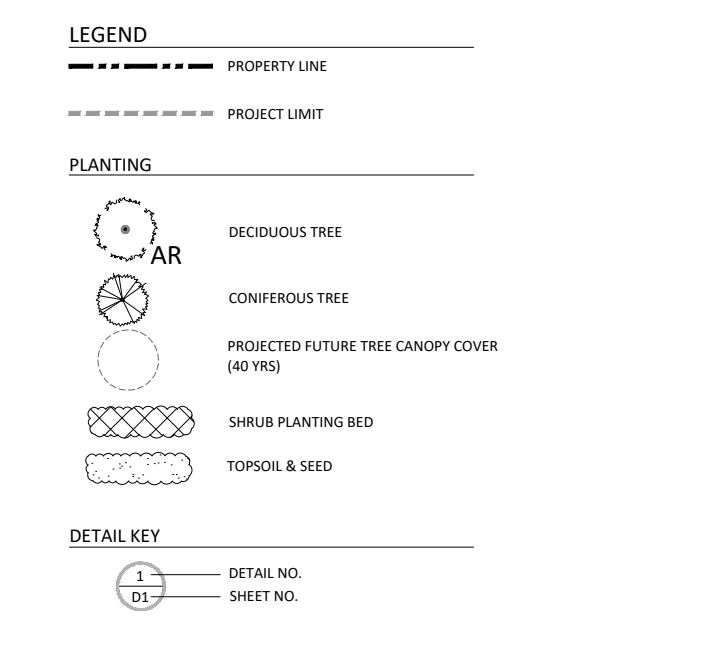 LEGEND
PROPERTY LINE
PROJECT LIMIT
PLANTING
DECIDUOUS TREE
AR
CONIFEROUS TREE
PROJECTED FUTURE TREE CANOPY COVER
(40 YRS)
SHRUB PLANTING BED
TOPSOIL & SEED
DETAIL KEY
1 DETAIL NO.
D1 SHEET NO.